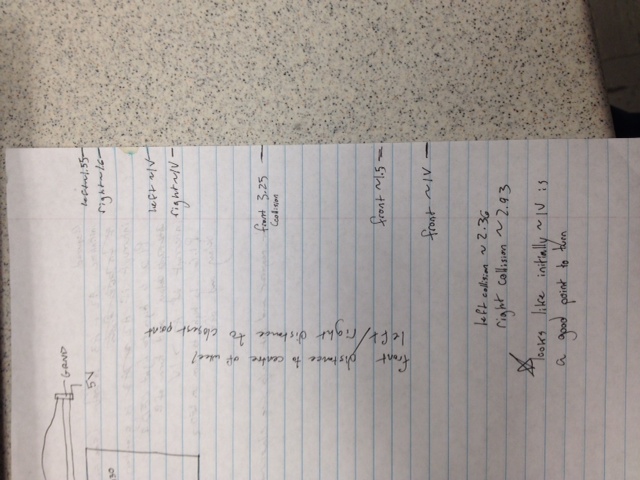 GRND
5V
left ~1.55
right ~1.6
left ~1V
right ~1V
front 3.25
Collision
front ~1.5
front ~1V
front distance to centre of wheel
left/right distance to closest point
left collision ~ 2.36
right collision ~ 2.93
looks like initially ~1V is
a good point to turn